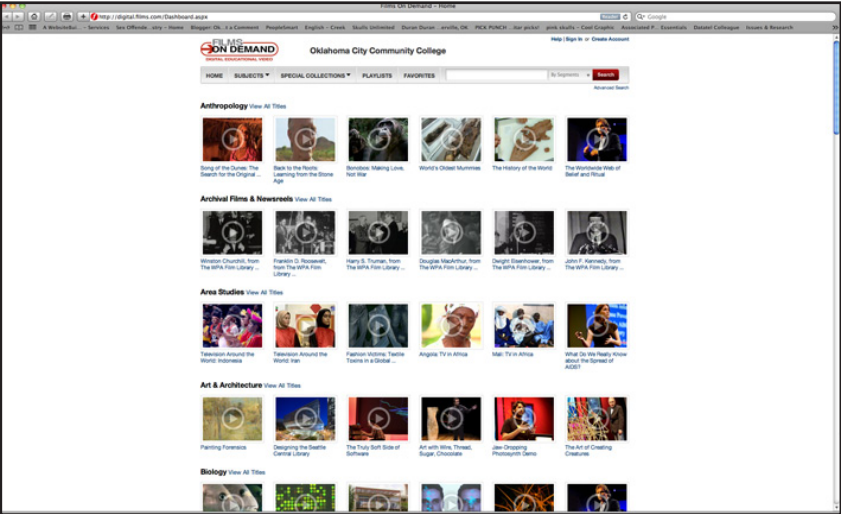 Films On Demand - Home
http://digital.films.com/Dashboard.aspx
Reader
Google
Help | Sign In or Create Account
FILMS
ON DEMAND
DIGITAL EDUCATIONAL VIDEO
Oklahoma City Community College
HOME SUBJECTS SPECIAL COLLECTIONS PLAYLISTS FAVORITES By Segments Search
Advanced Search
Anthropology View All Titles
Song of the Dunes: The Search for the Original ...
Back to the Roots: Learning from the Stone Age
Bonobos: Making Love, Not War
World's Oldest Mummies
The History of the World
The Worldwide Web of Belief and Ritual
Archival Films & Newsreels View All Titles
Winston Churchill, from The WPA Film Library ...
Franklin D. Roosevelt, from The WPA Film Library ...
Harry S. Truman, from The WPA Film Library ...
Douglas MacArthur, from The WPA Film Library ...
Dwight Eisenhower, from The WPA Film Library ...
John F. Kennedy, from The WPA Film Library ...
Area Studies View All Titles
Television Around the World: Indonesia
Television Around the World: Iran
Fashion Victims: Textile Toxins in a Global ...
Angola: TV in Africa
Mali: TV in Africa
What Do We Really Know about the Spread of AIDS?
Art & Architecture View All Titles
Painting Forensics
Designing the Seattle Central Library
The Truly Soft Side of Software
Art with Wire, Thread, Sugar, Chocolate
Jaw-Dropping Photosynth Demo
The Art of Creating Creatures
Biology View All Titles